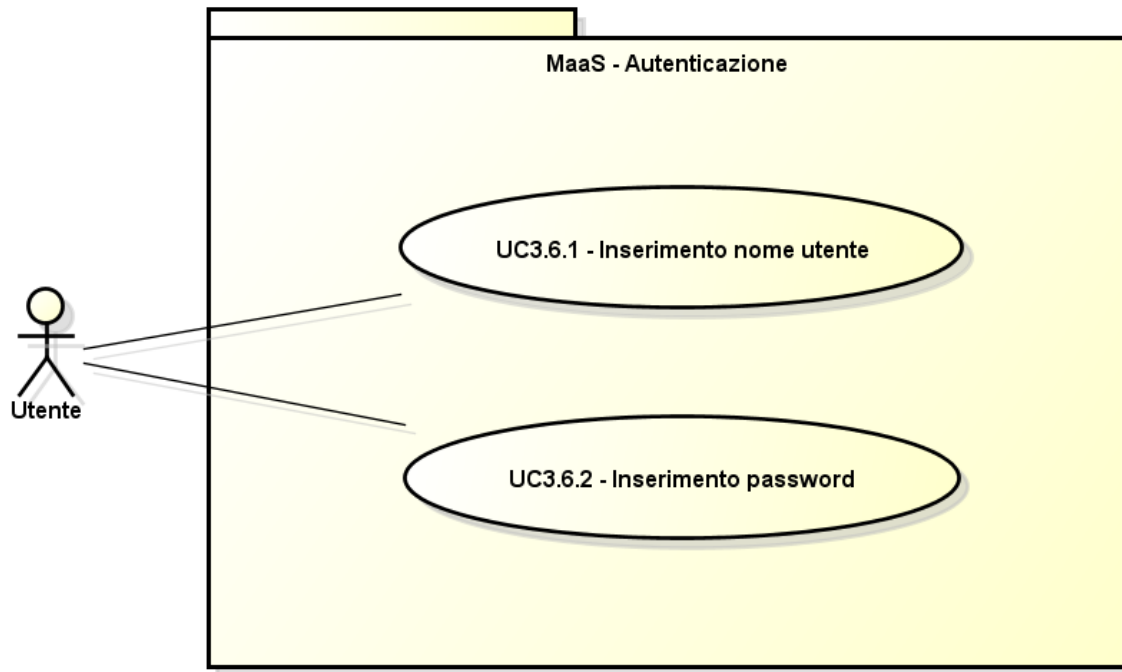 MaaS - Autenticazione
UC3.6.1 - Inserimento nome utente
Utente
UC3.6.2 - Inserimento password